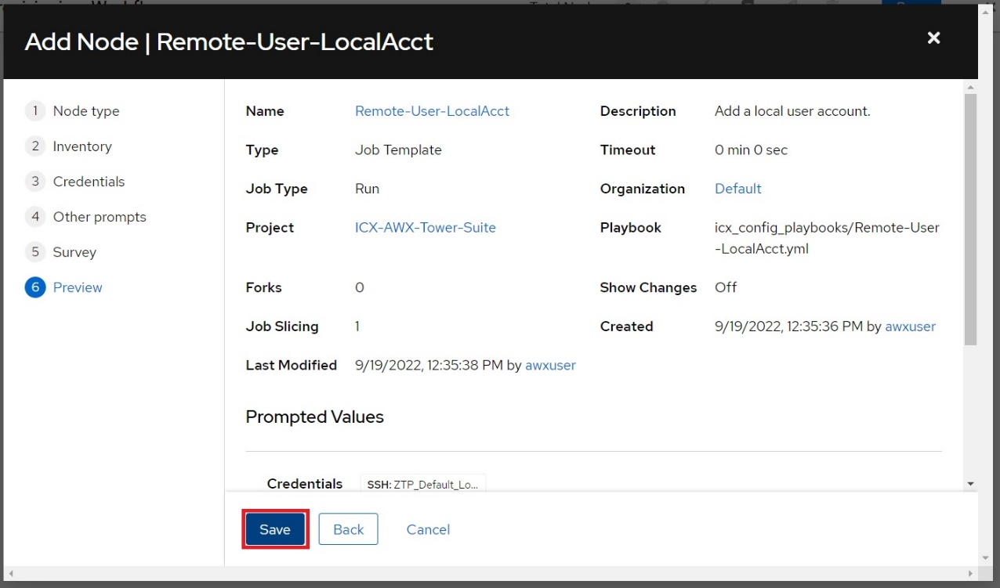 Add Node | Remote-User-LocalAcct
1 Node type
2 Inventory
3 Credentials
4 Other prompts
5 Survey
6 Preview
Name Remote-User-LocalAcct Description Add a local user account.
Type Job Template Timeout 0 min 0 sec
Job Type Run Organization Default
Project ICX-AWX-Tower-Suite Playbook icx_config_playbooks/Remote-User
-LocalAcct.yml
Forks 0 Show Changes Off
Job Slicing 1 Created 9/19/2022, 12:35:36 PM by awxuser
Last Modified 9/19/2022, 12:35:38 PM by awxuser
Prompted Values
Credentials SSH: ZTP_Default_Lo...
Save Back Cancel